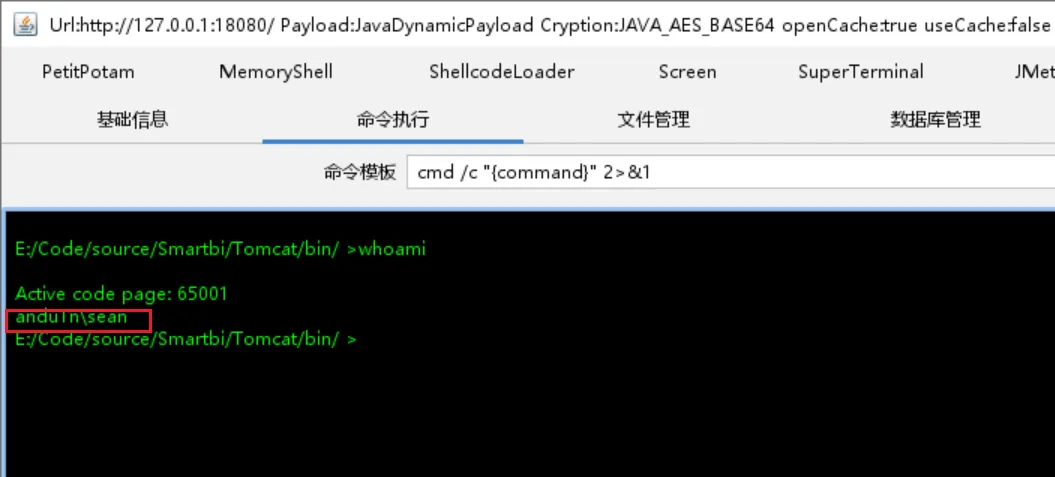 Url:http://127.0.0.1:18080/ Payload:JavaDynamicPayload Cryption:JAVA_AES_BASE64 openCache:true useCache:false
PetitPotam MemoryShell ShellcodeLoader Screen SuperTerminal JMet
基础信息 命令执行 文件管理 数据库管理
命令模板 cmd /c "{command}" 2>&1
E:/Code/source/Smartbi/Tomcat/bin/ >whoami
Active code page: 65001
andu1n\sean
E:/Code/source/Smartbi/Tomcat/bin/ >